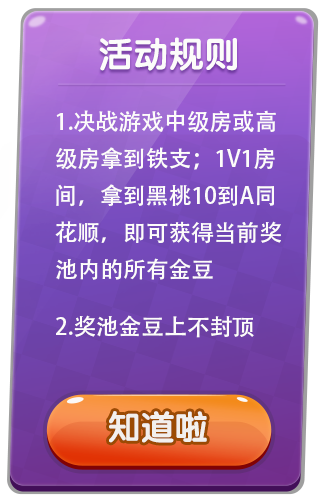 活动规则
1.决战游戏中级房或高
级房拿到铁支；1V1房
间，拿到黑桃10到A同
花顺，即可获得当前奖
池内的所有金豆
2.奖池金豆上不封顶
知道啦